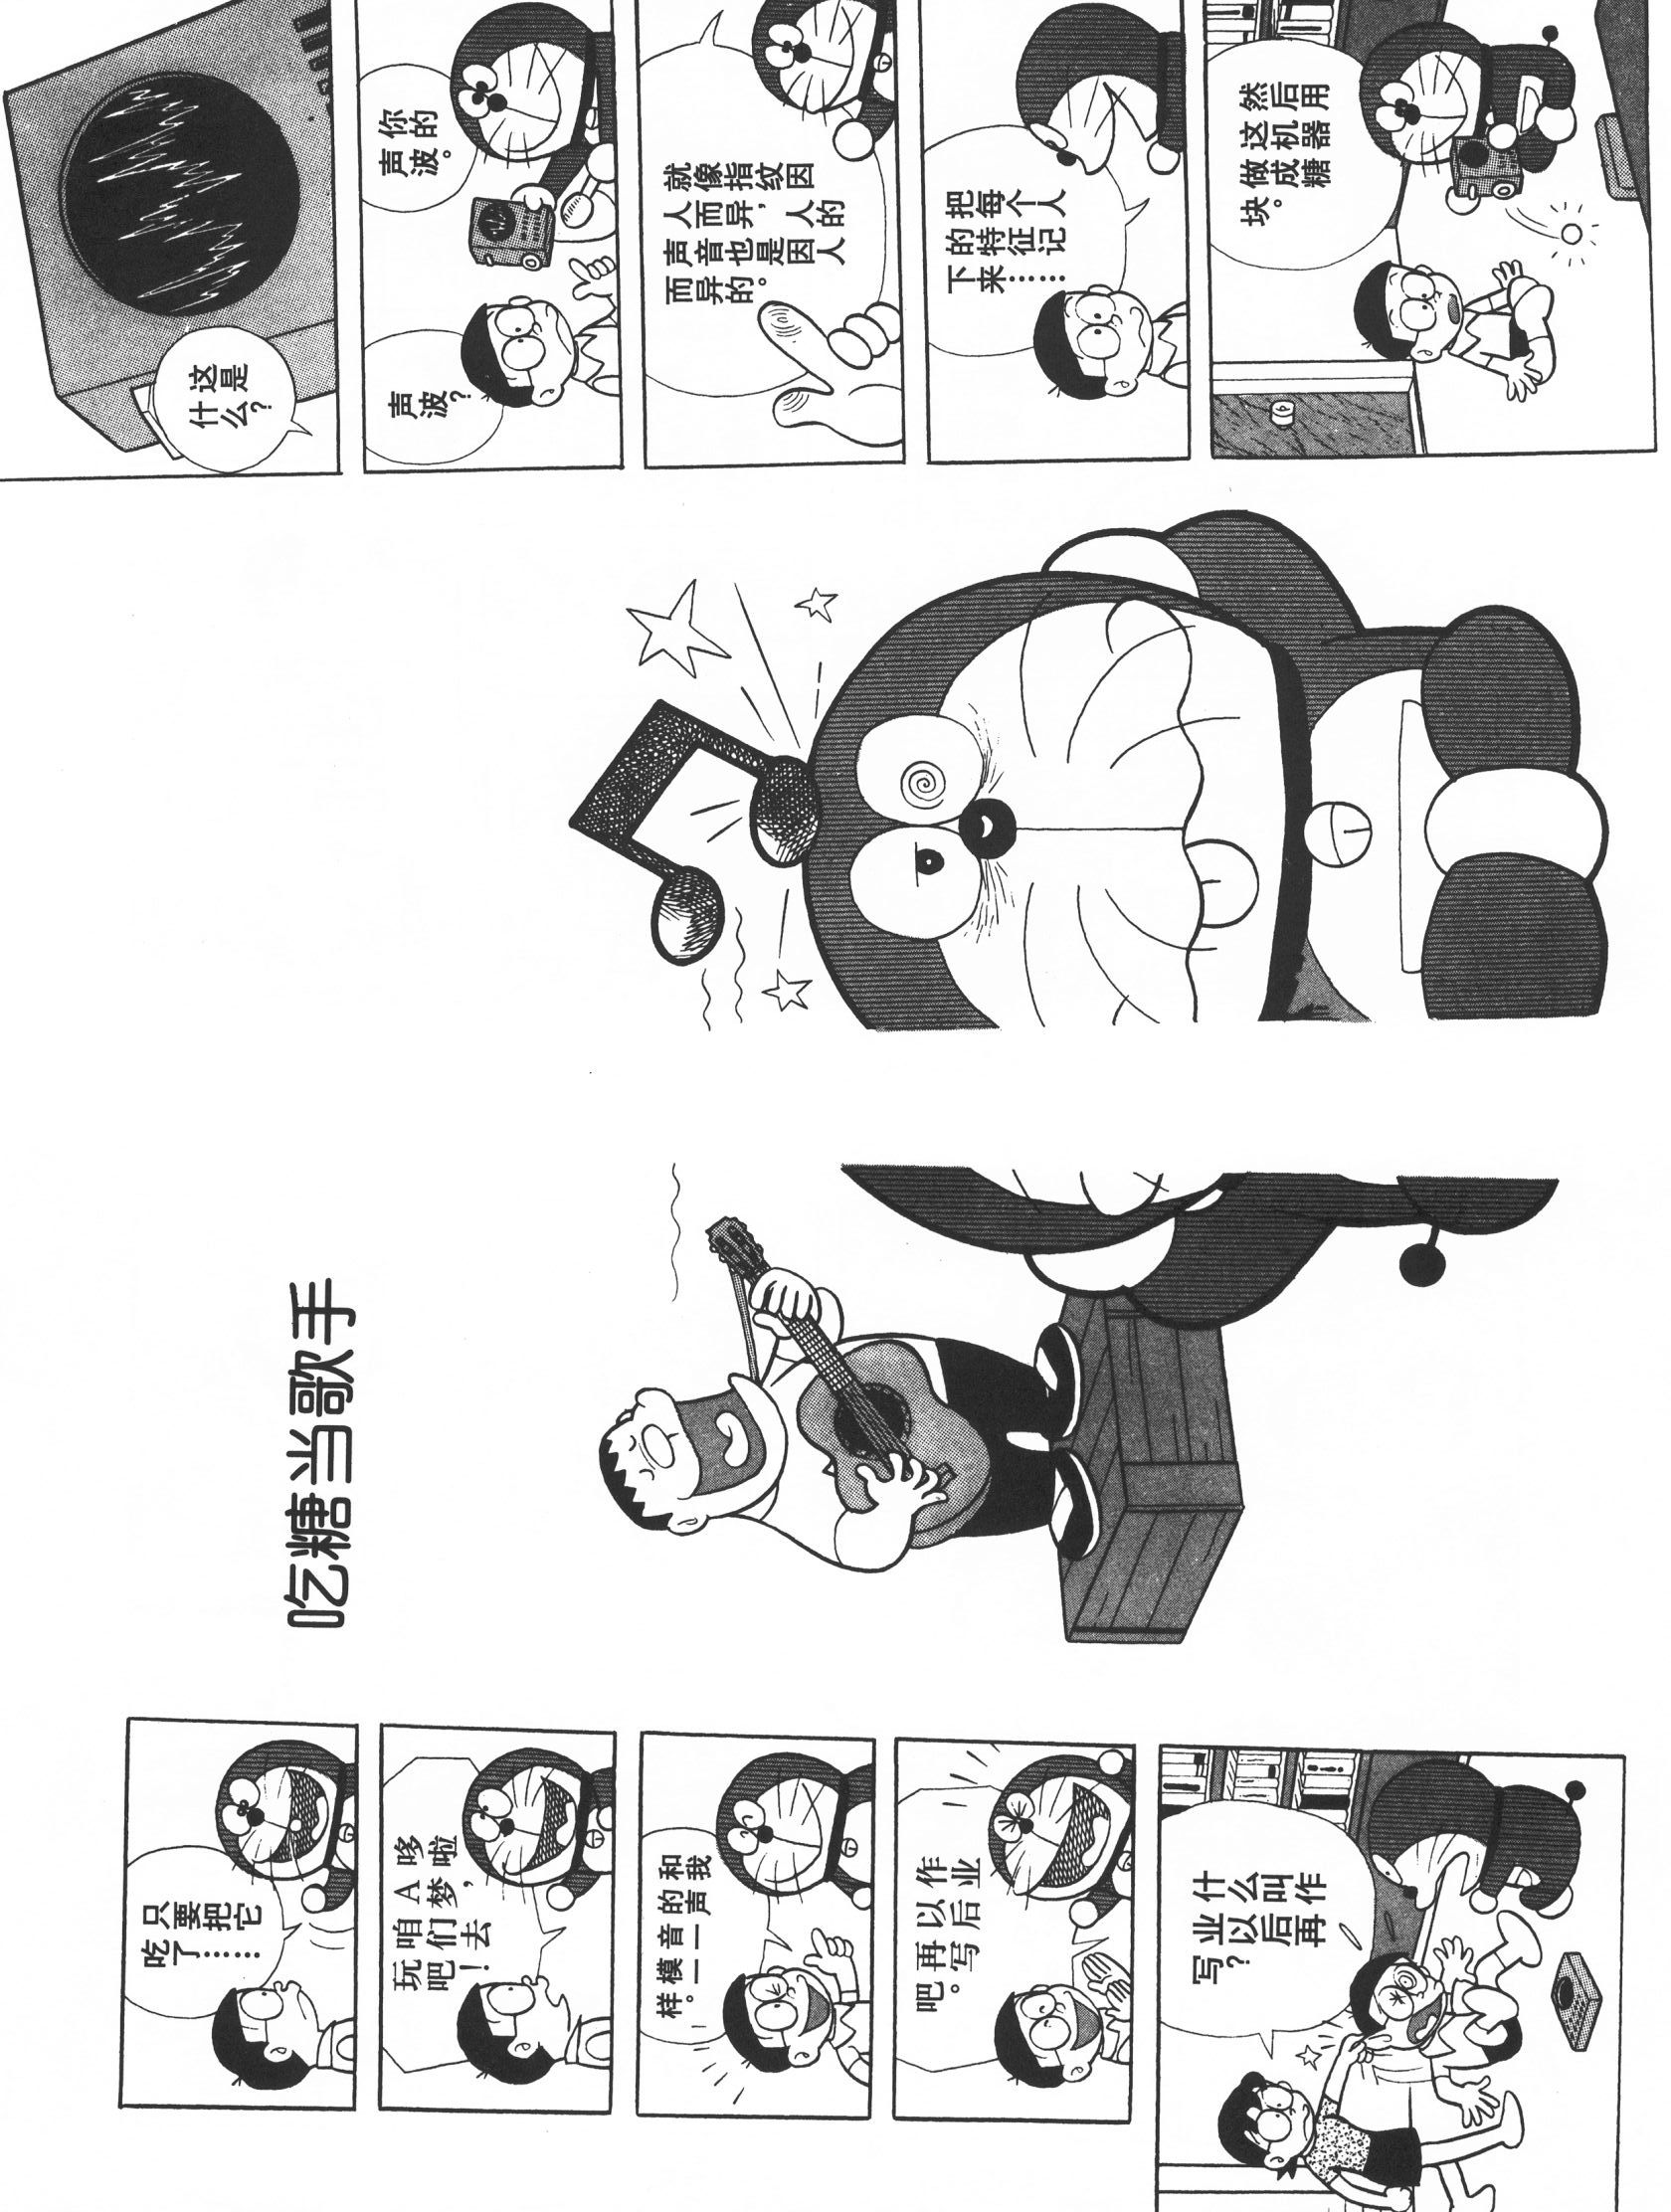 吃糖当歌手
这是
什么?
你的
声波。
声波?
就像指纹因
人而异,人的
声音也是因人
而异的。
把每个人
的特征记
下来……
然后用
这机器
做成糖
块。
只要把它
吃了……
哆啦
A梦,
咱们去
玩吧!
和我
的声
音一
模一
样。
作业
以后
再写
吧。
什么叫作
业以后再
写?